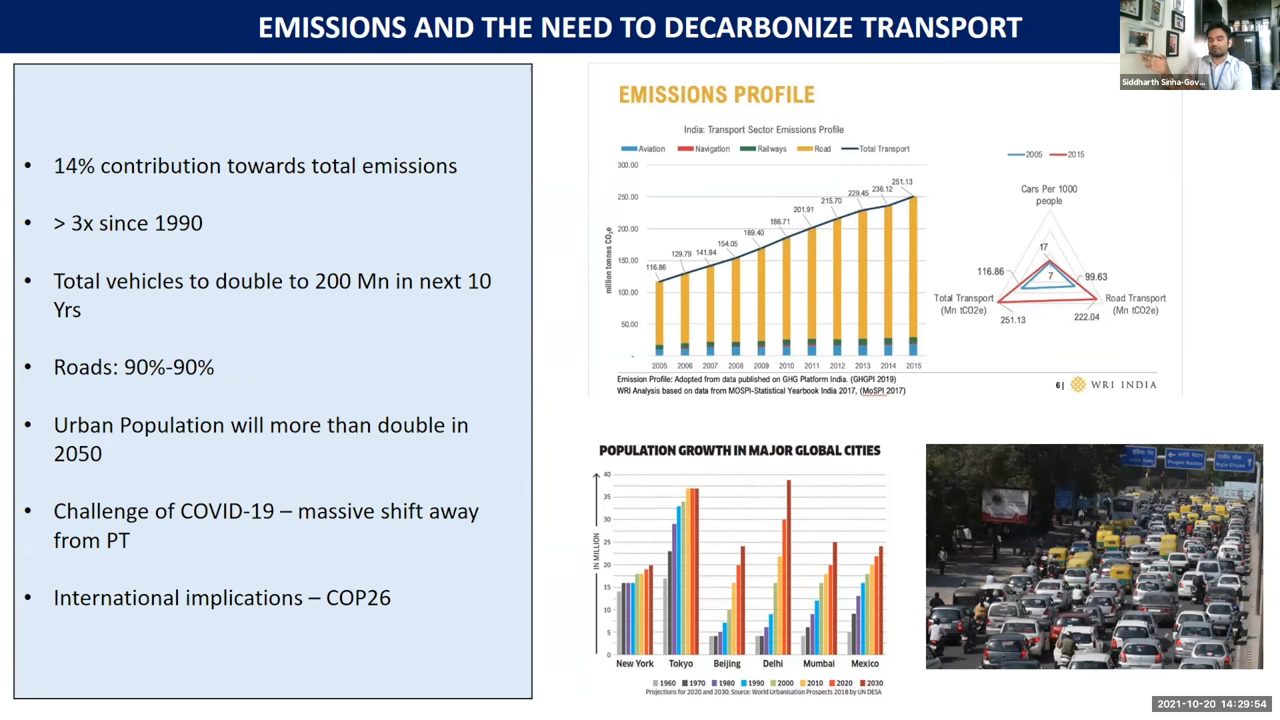 EMISSIONS AND THE NEED TO DECARBONIZE TRANSPORT
Siddharth Sinha-Gov...
• 14% contribution towards total emissions
• > 3x since 1990
• Total vehicles to double to 200 Mn in next 10
Yrs
• Roads: 90%-90%
• Urban Population will more than double in
2050
• Challenge of COVID-19 – massive shift away
from PT
• International implications – COP26
EMISSIONS PROFILE
India: Transport Sector Emissions Profile
Aviation Navigation Railways Road Total Transport
million tonnes CO₂e
300.00
250.00
200.00
150.00
100.00
50.00
-
116.86 129.79 141.94 154.05 169.40 186.71 201.91 215.70 229.45 236.12 251.13
2005 2006 2007 2008 2009 2010 2011 2012 2013 2014 2015
2005 2015
Cars Per 1000
people
17
7
116.86
99.63
Total Transport
(Mn tCO2e)
Road Transport
(Mn tCO2e)
251.13
222.04
Emission Profile: Adopted from data published on GHG Platform India. (GHGPI 2019)
WRI Analysis based on data from MOSPI-Statistical Yearbook India 2017, (MoSPI 2017)
6 | WRI INDIA
POPULATION GROWTH IN MAJOR GLOBAL CITIES
IN MILLION
40
35
30
25
20
15
10
5
0
New York Tokyo Beijing Delhi Mumbai Mexico
1960 1970 1980 1990 2000 2010 2020 2030
Projections for 2020 and 2030; Source: World Urbanisation Prospects 2018 by UN DESA
2021-10-20 14:29:54